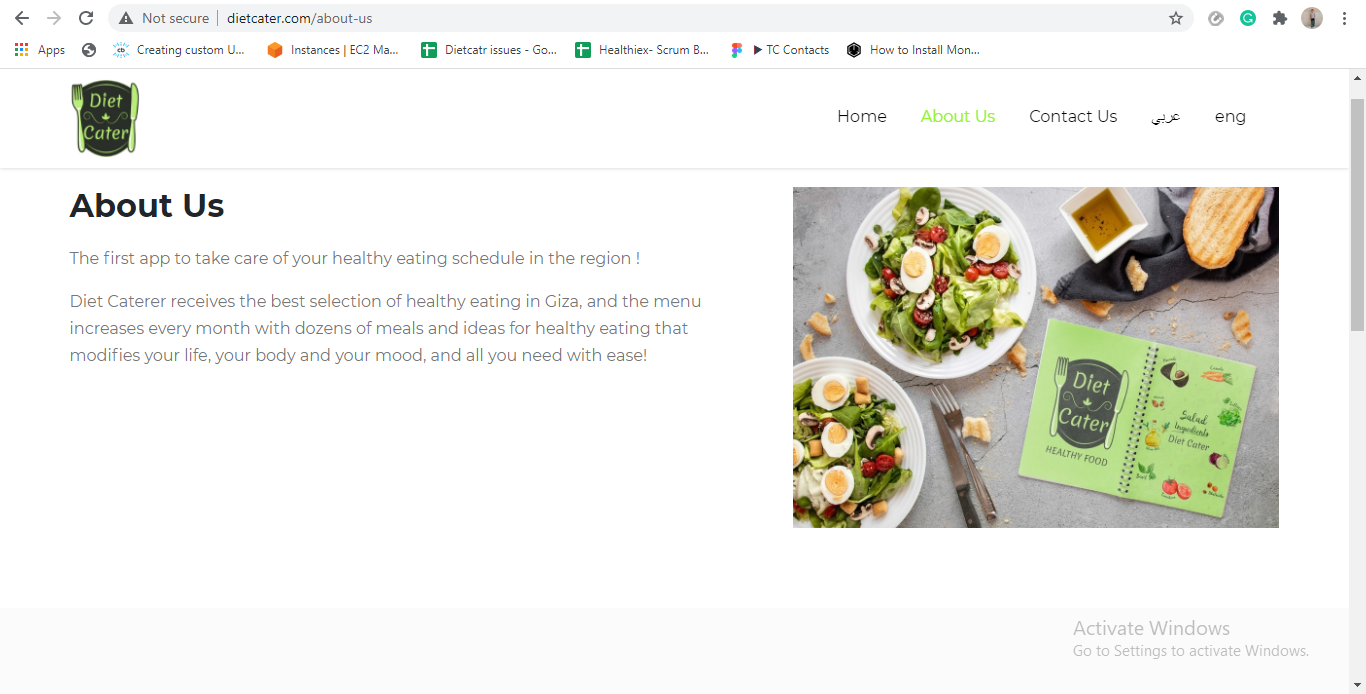 Not secure | dietcater.com/about-us
Apps
Creating custom U...
Instances | EC2 Ma...
Dietcatr issues - Go...
Healthiex- Scrum B...
▶ TC Contacts
How to Install Mon...
Diet
Cater
Home
About Us
Contact Us
عربي
eng
About Us
The first app to take care of your healthy eating schedule in the region !
Diet Caterer receives the best selection of healthy eating in Giza, and the menu
increases every month with dozens of meals and ideas for healthy eating that
modifies your life, your body and your mood, and all you need with ease!
Diet
Cater
HEALTHY FOOD
Salad
Ingredients
Diet Cater
Activate Windows
Go to Settings to activate Windows.